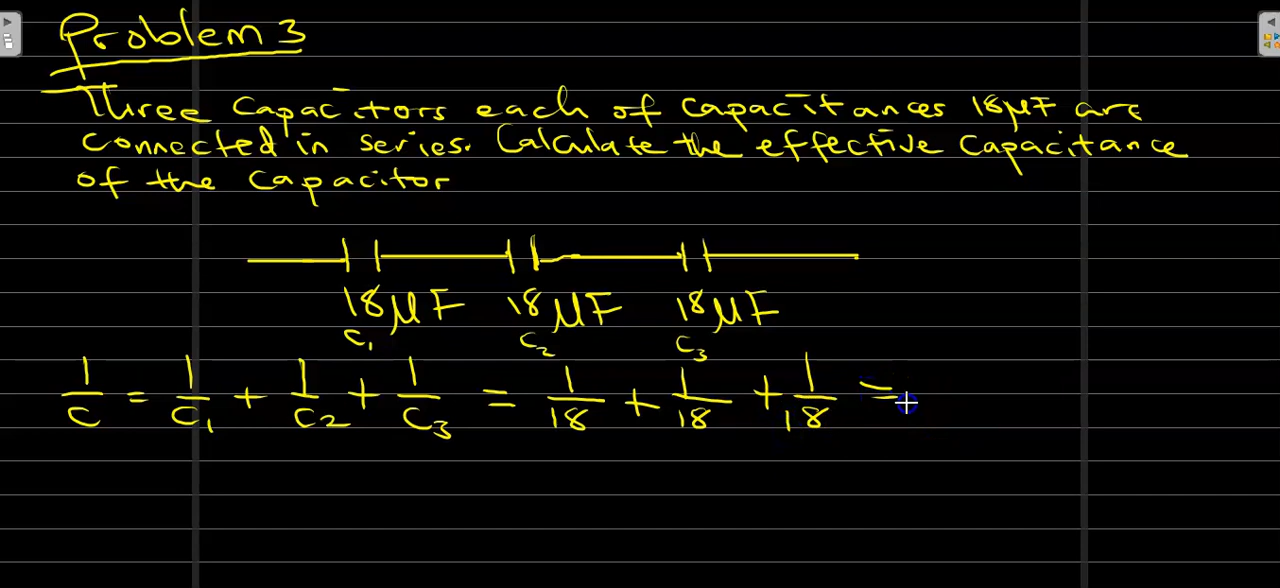 Problem 3
Three capacitors each of capacitances 18μF are
connected in series. Calculate the effective capacitance
of the capacitor
18μF 18μF 18μF
C₁ C₂ C₃
1/C = 1/C₁ + 1/C₂ + 1/C₃ = 1/18 + 1/18 + 1/18 =